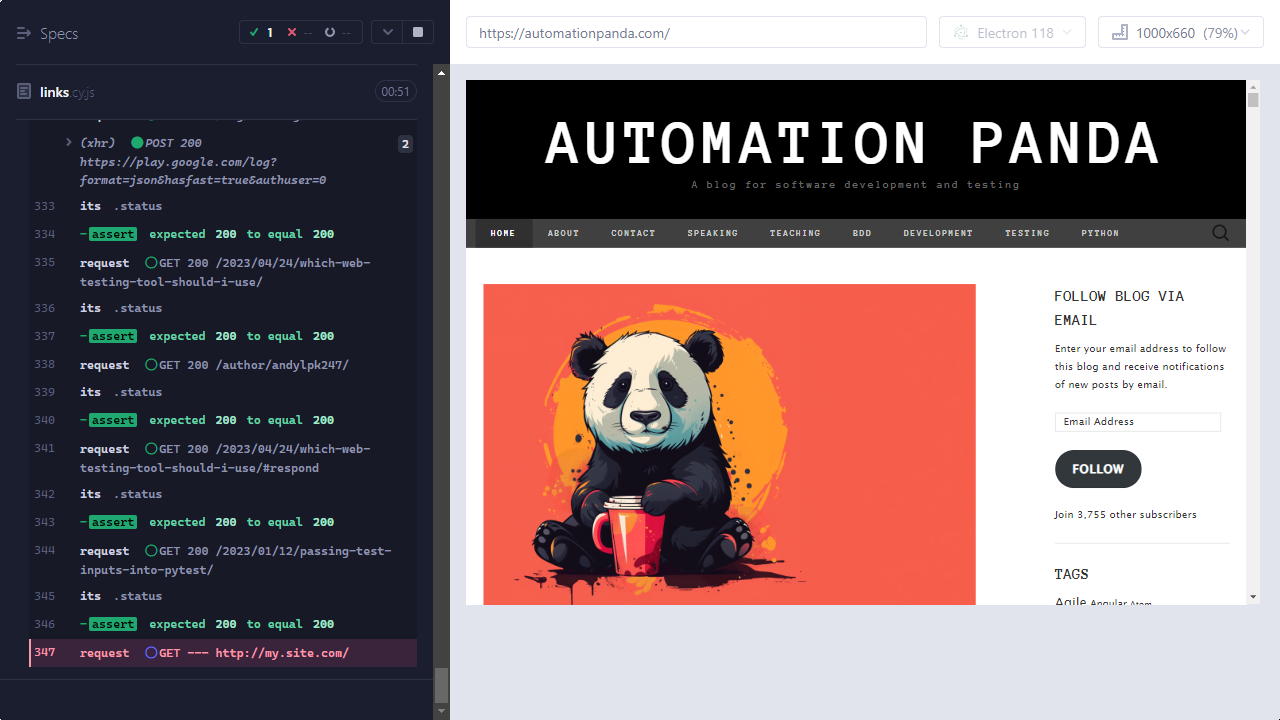 Specs
1
--
--
links.cy.js
00:51
(xhr) POST 200
2
https://play.google.com/log?
format=json&hasfast=true&authuser=0
333 its .status
334 -assert expected 200 to equal 200
335 request GET 200 /2023/04/24/which-web-
testing-tool-should-i-use/
336 its .status
337 -assert expected 200 to equal 200
338 request GET 200 /author/andylpk247/
339 its .status
340 -assert expected 200 to equal 200
341 request GET 200 /2023/04/24/which-web-
testing-tool-should-i-use/#respond
342 its .status
343 -assert expected 200 to equal 200
344 request GET 200 /2023/01/12/passing-test-
inputs-into-pytest/
345 its .status
346 -assert expected 200 to equal 200
347 request GET --- http://my.site.com/
https://automationpanda.com/
Electron 118
1000x660 (79%)
AUTOMATION PANDA
A blog for software development and testing
HOME ABOUT CONTACT SPEAKING TEACHING BDD DEVELOPMENT TESTING PYTHON
FOLLOW BLOG VIA
EMAIL
Enter your email address to follow
this blog and receive notifications
of new posts by email.
Email Address
FOLLOW
Join 3,755 other subscribers
TAGS
Agile Angular Atom